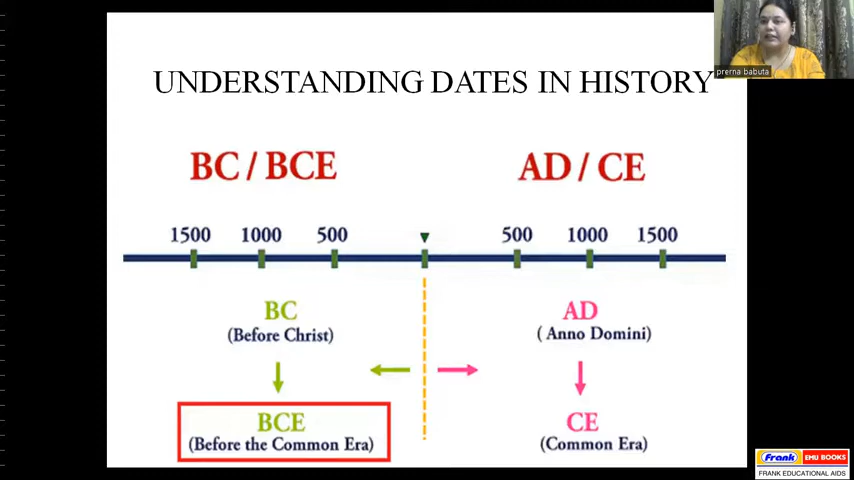 prerna babuta
UNDERSTANDING DATES IN HISTORY
BC / BCE
AD / CE
1500 1000 500
500 1000 1500
BC
(Before Christ)
AD
( Anno Domini)
BCE
(Before the Common Era)
CE
(Common Era)
Frank EMU BOOKS
FRANK EDUCATIONAL AIDS